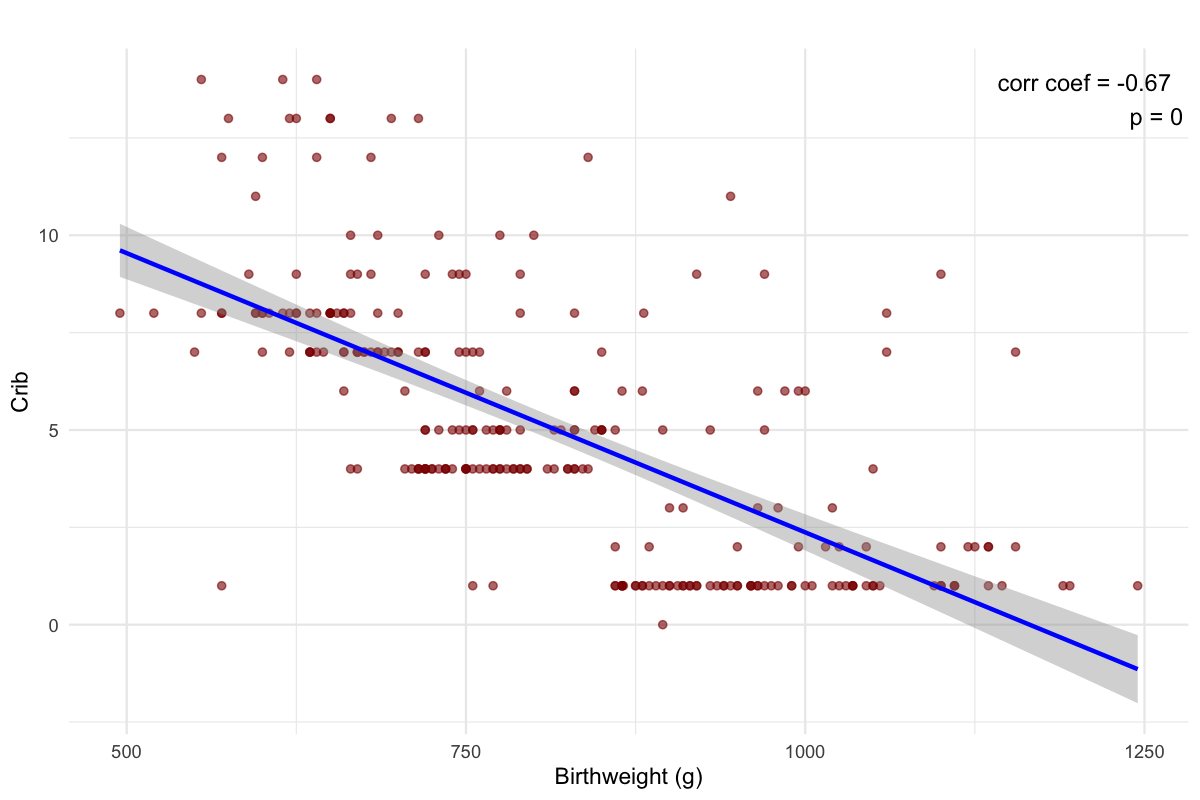 corr coef = -0.67
p = 0
10
5
0
Crib
500
750
1000
1250
Birthweight (g)